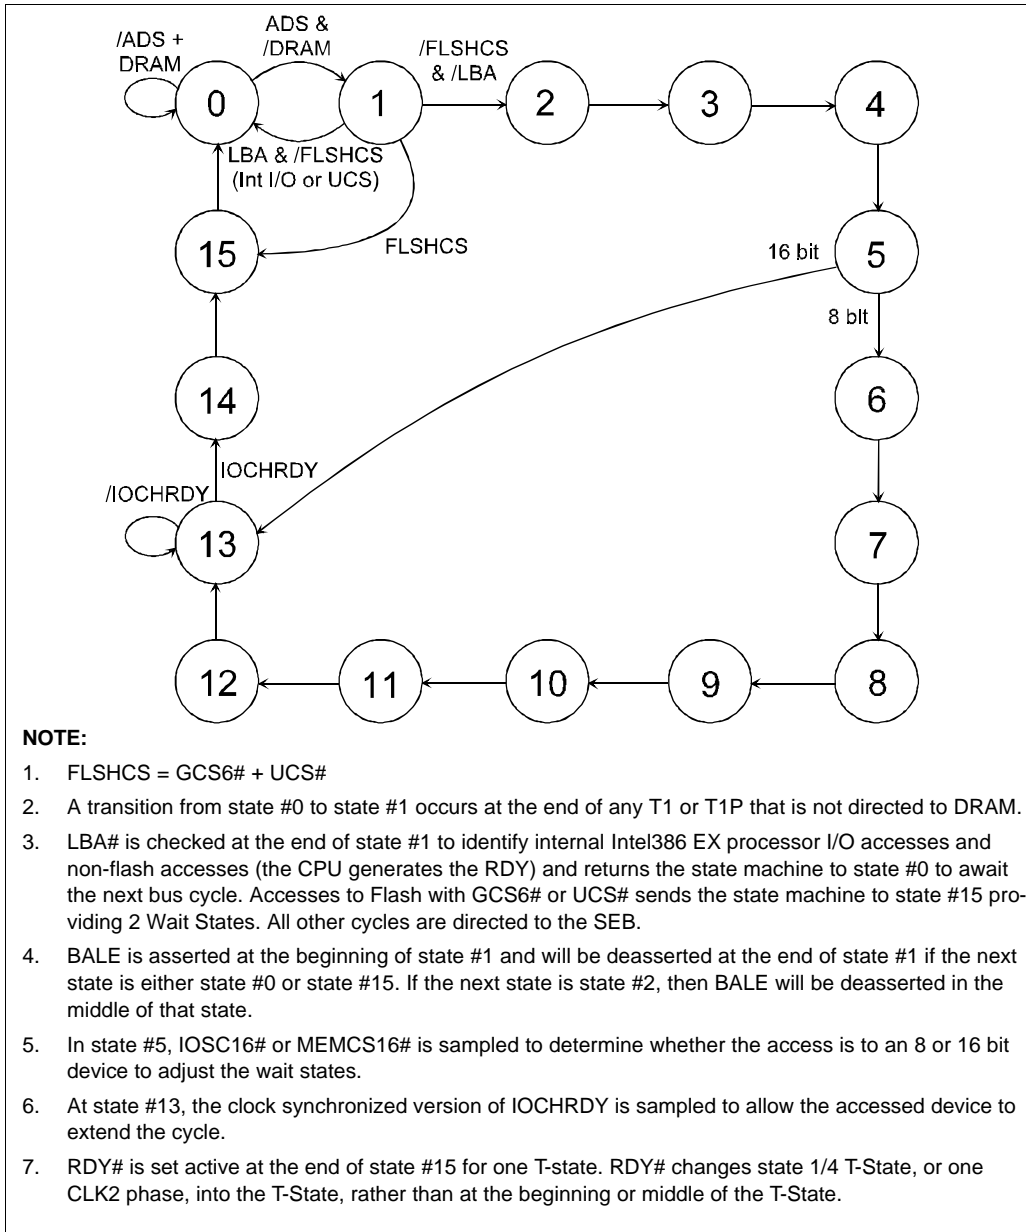 /ADS +
DRAM
ADS &
/DRAM
/FLSHCS
& /LBA
0
1
2
3
4
LBA & /FLSHCS
(Int I/O or UCS)
FLSHCS
15
16 bit
5
8 bit
14
6
IOCHRDY
/IOCHRDY
13
7
12
11
10
9
8
NOTE:
1. FLSHCS = GCS6# + UCS#
2. A transition from state #0 to state #1 occurs at the end of any T1 or T1P that is not directed to DRAM.
3. LBA# is checked at the end of state #1 to identify internal Intel386 EX processor I/O accesses and
non-flash accesses (the CPU generates the RDY) and returns the state machine to state #0 to await
the next bus cycle. Accesses to Flash with GCS6# or UCS# sends the state machine to state #15 pro-
viding 2 Wait States. All other cycles are directed to the SEB.
4. BALE is asserted at the beginning of state #1 and will be deasserted at the end of state #1 if the next
state is either state #0 or state #15. If the next state is state #2, then BALE will be deasserted in the
middle of that state.
5. In state #5, IOSC16# or MEMCS16# is sampled to determine whether the access is to an 8 or 16 bit
device to adjust the wait states.
6. At state #13, the clock synchronized version of IOCHRDY is sampled to allow the accessed device to
extend the cycle.
7. RDY# is set active at the end of state #15 for one T-state. RDY# changes state 1/4 T-State, or one
CLK2 phase, into the T-State, rather than at the beginning or middle of the T-State.